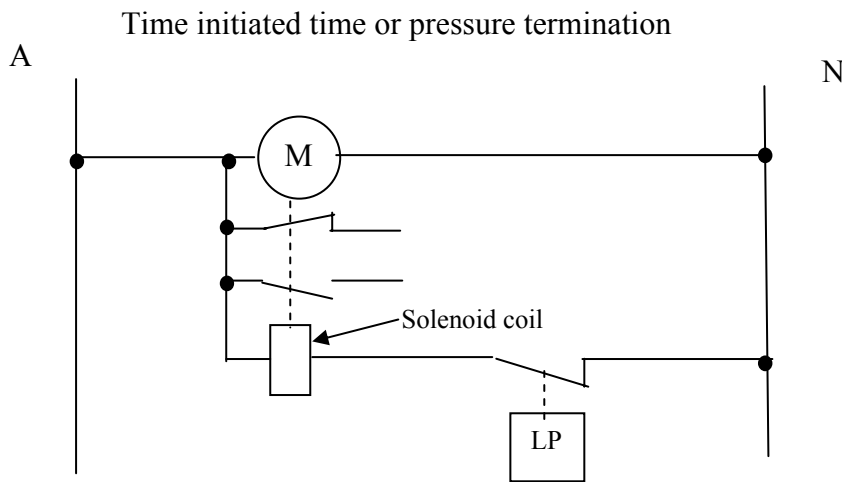 Time initiated time or pressure termination
A
N
M
Solenoid coil
LP